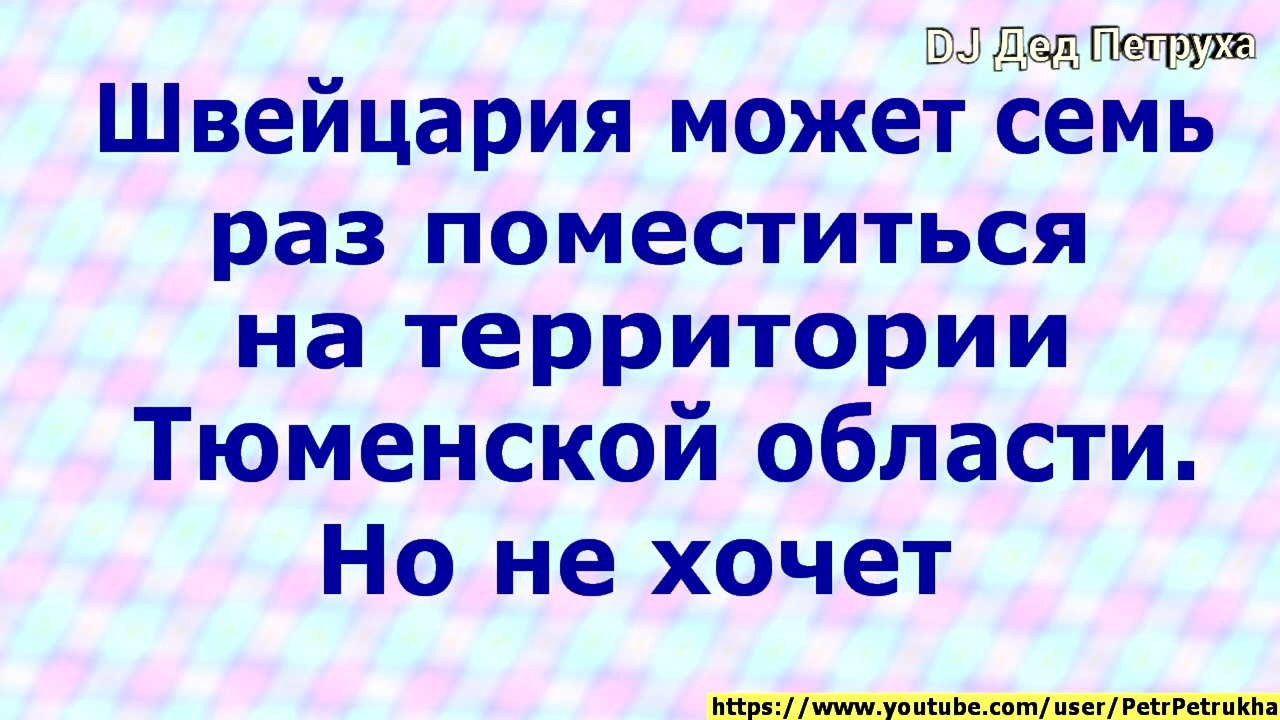 DJ Дед Петруха
Швейцария может семь
раз поместиться
на территории
Тюменской области.
Но не хочет
https://www.youtube.com/user/PetrPetrukha